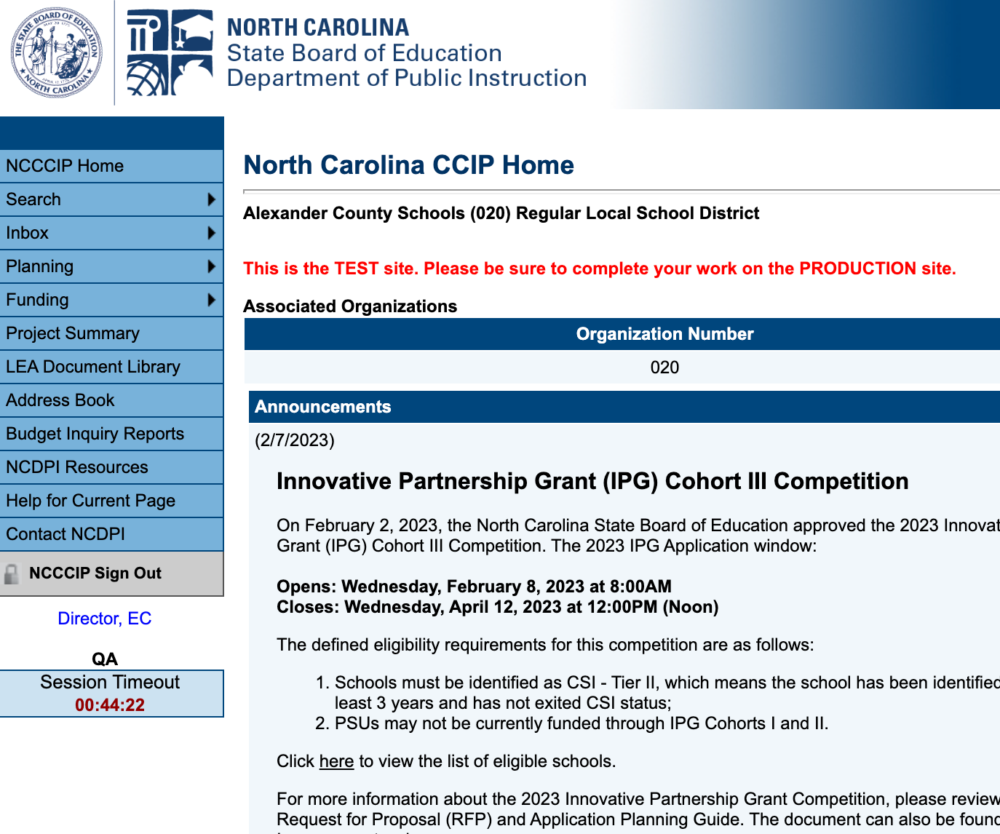 THE STATE BOARD OF EDUCATION
MAY 20, 1775
APRIL 12 1776
NORTH CAROLINA
NORTH CAROLINA
State Board of Education
Department of Public Instruction
NCCCIP Home
Search
Inbox
Planning
Funding
Project Summary
LEA Document Library
Address Book
Budget Inquiry Reports
NCDPI Resources
Help for Current Page
Contact NCDPI
NCCCIP Sign Out
Director, EC
QA
Session Timeout
00:44:22
North Carolina CCIP Home
Alexander County Schools (020) Regular Local School District
This is the TEST site. Please be sure to complete your work on the PRODUCTION site.
Associated Organizations
Organization Number
020
Announcements
(2/7/2023)
Innovative Partnership Grant (IPG) Cohort III Competition
On February 2, 2023, the North Carolina State Board of Education approved the 2023 Innovat
Grant (IPG) Cohort III Competition. The 2023 IPG Application window:
Opens: Wednesday, February 8, 2023 at 8:00AM
Closes: Wednesday, April 12, 2023 at 12:00PM (Noon)
The defined eligibility requirements for this competition are as follows:
1. Schools must be identified as CSI - Tier II, which means the school has been identified
least 3 years and has not exited CSI status;
2. PSUs may not be currently funded through IPG Cohorts I and II.
Click here to view the list of eligible schools.
For more information about the 2023 Innovative Partnership Grant Competition, please review
Request for Proposal (RFP) and Application Planning Guide. The document can also be found